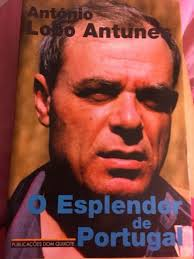 António
Lobo Antunes
O Esplendor
de
Portugal
PUBLICAÇÕES DOM QUIXOTE